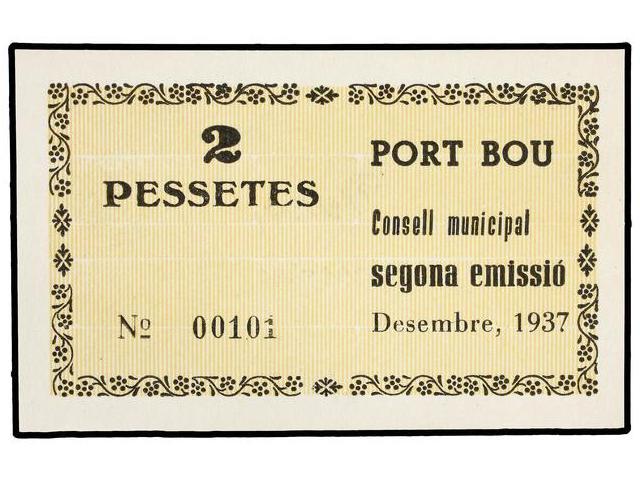 2
PESSETES
Nº 00101
PORT BOU
Consell municipal
segona emissió
Desembre, 1937